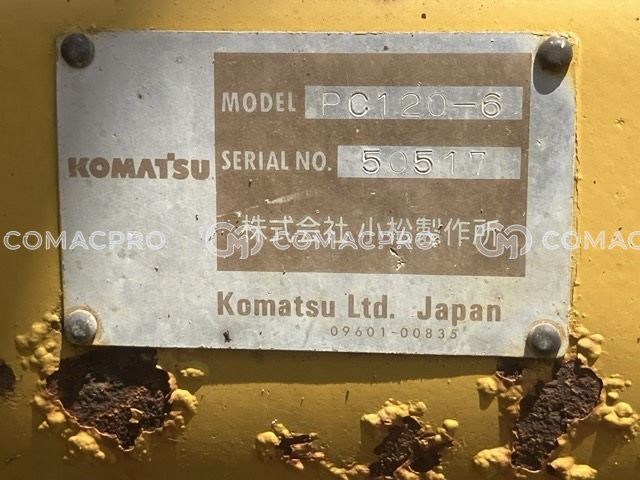 MODEL PC120-6
KOMATSU
SERIAL NO. 50517
株式会社 小松製作所
COMACPRO COMACPRO COMACPRO
Komatsu Ltd. Japan
09601-00835